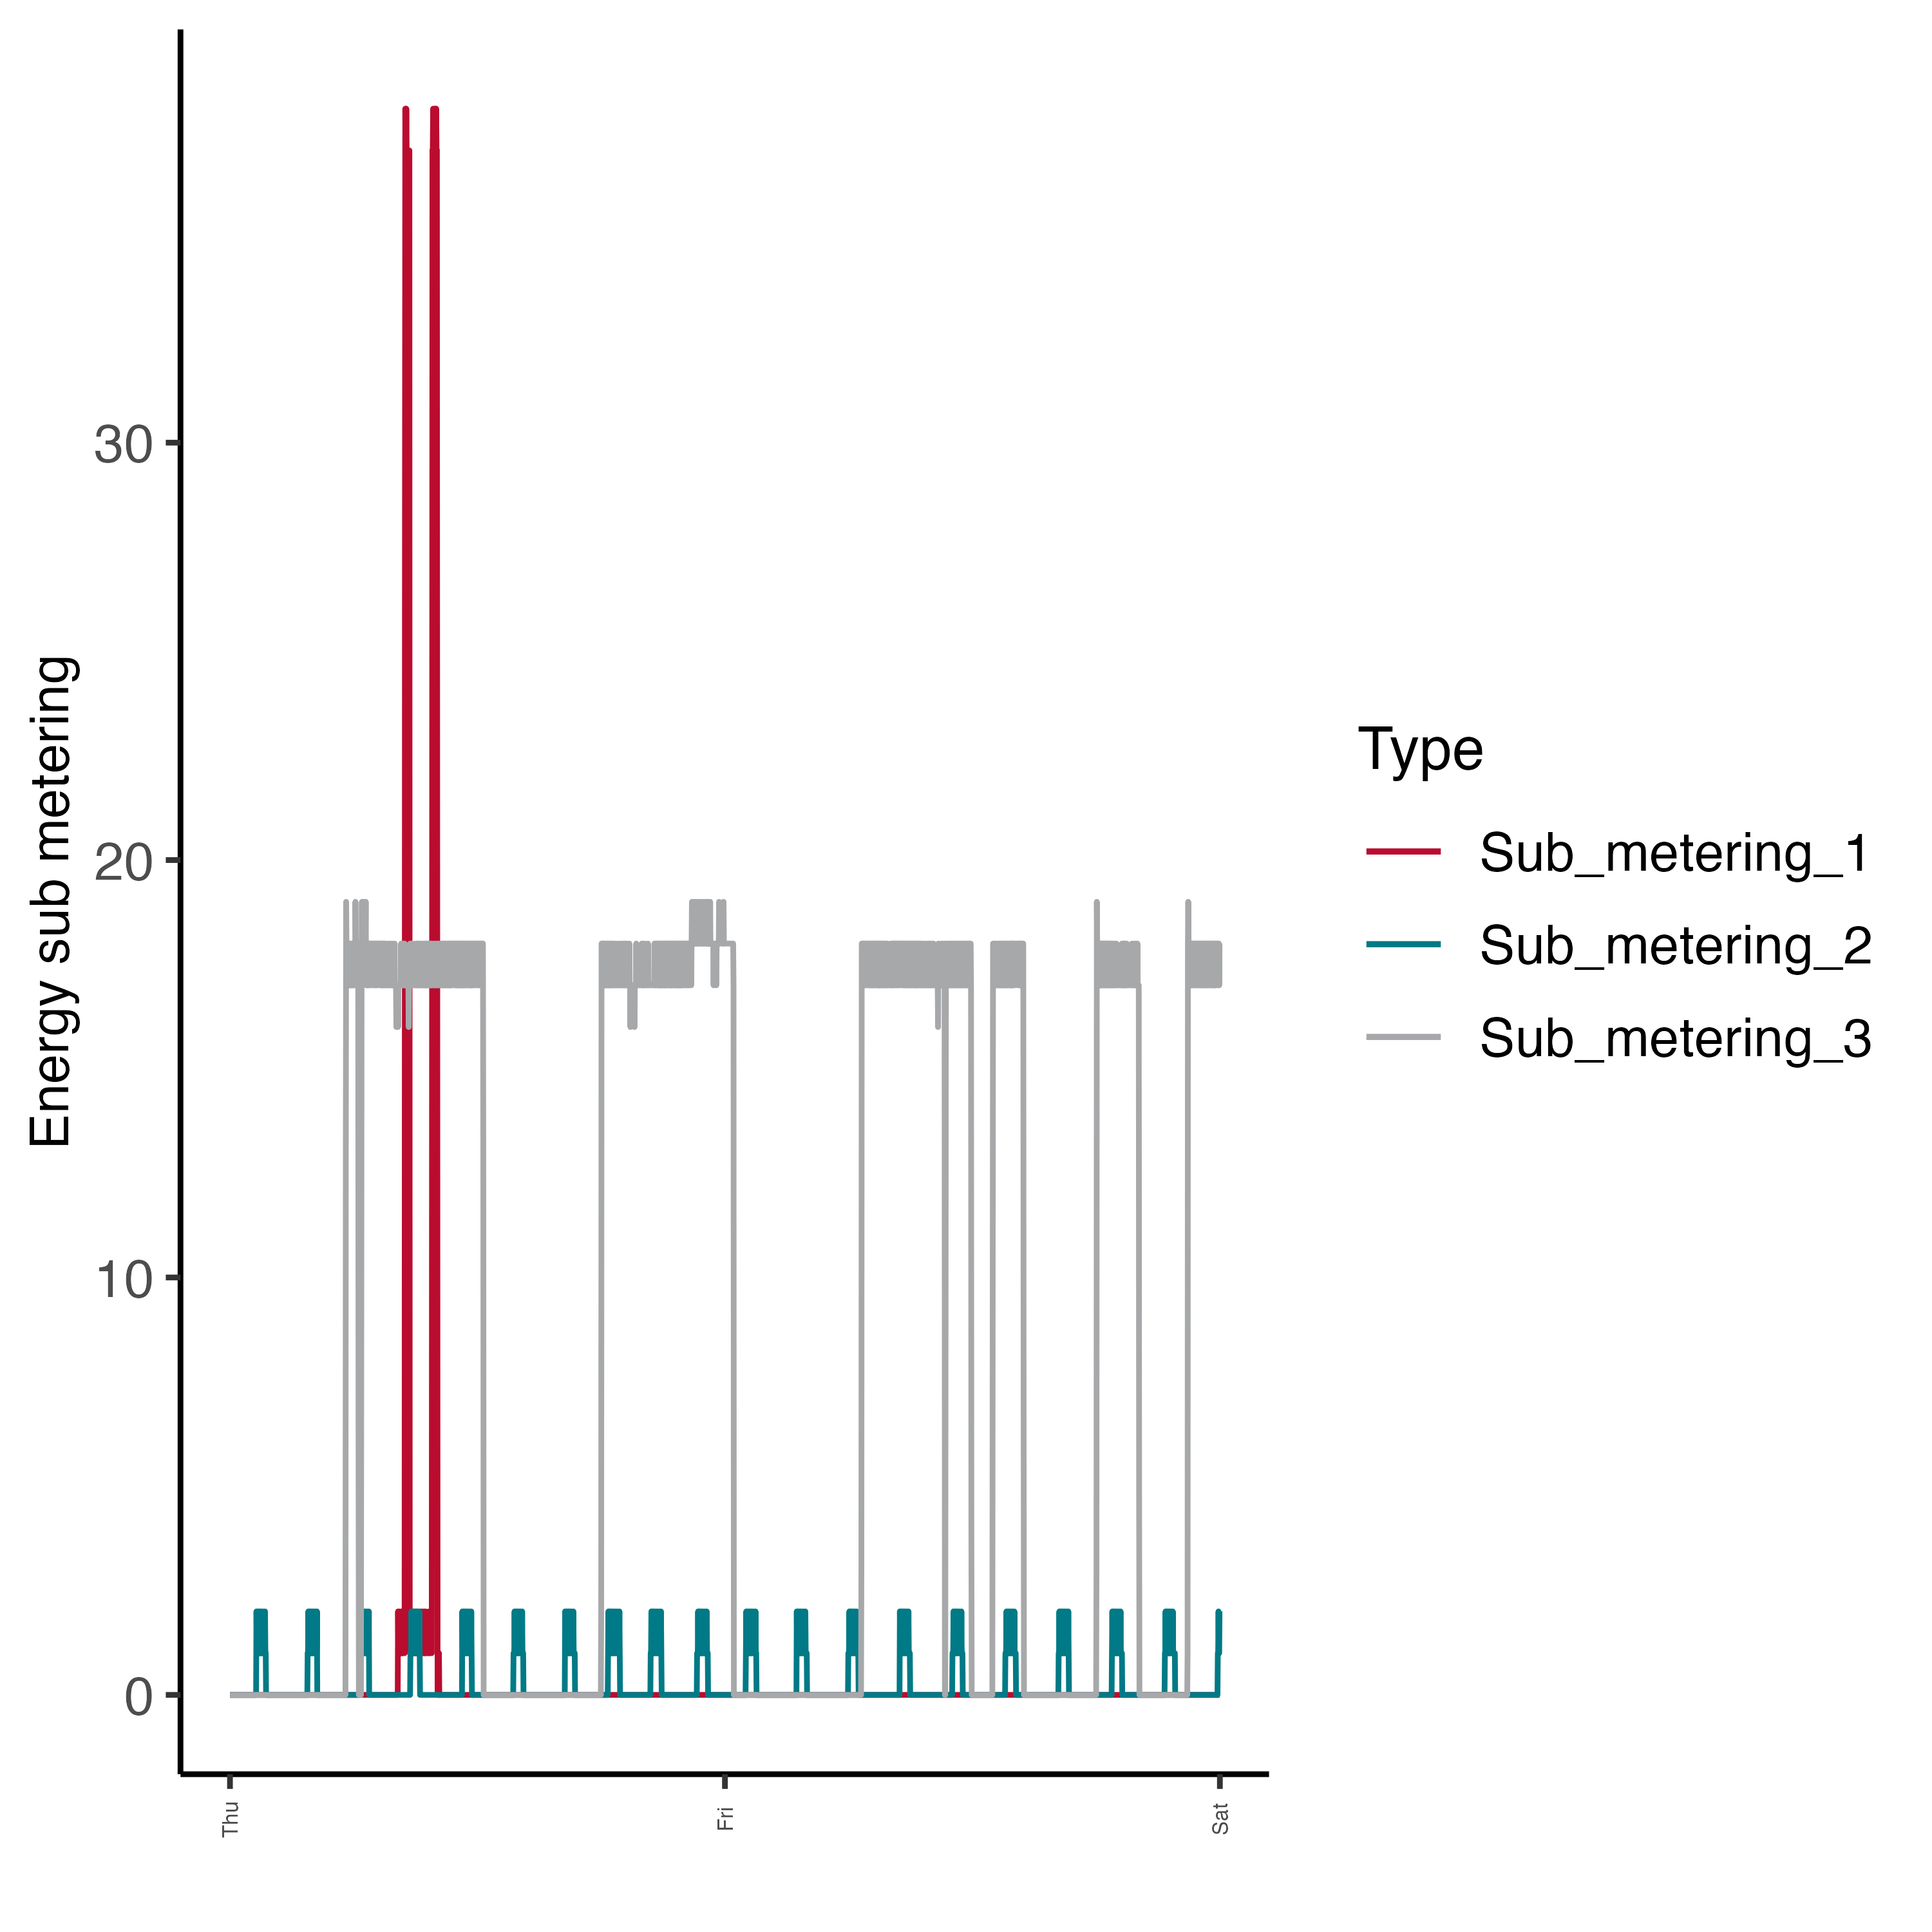 Energy sub metering
30
20
10
0
Thu
Fri
Sat
Type
Sub_metering_1
Sub_metering_2
Sub_metering_3